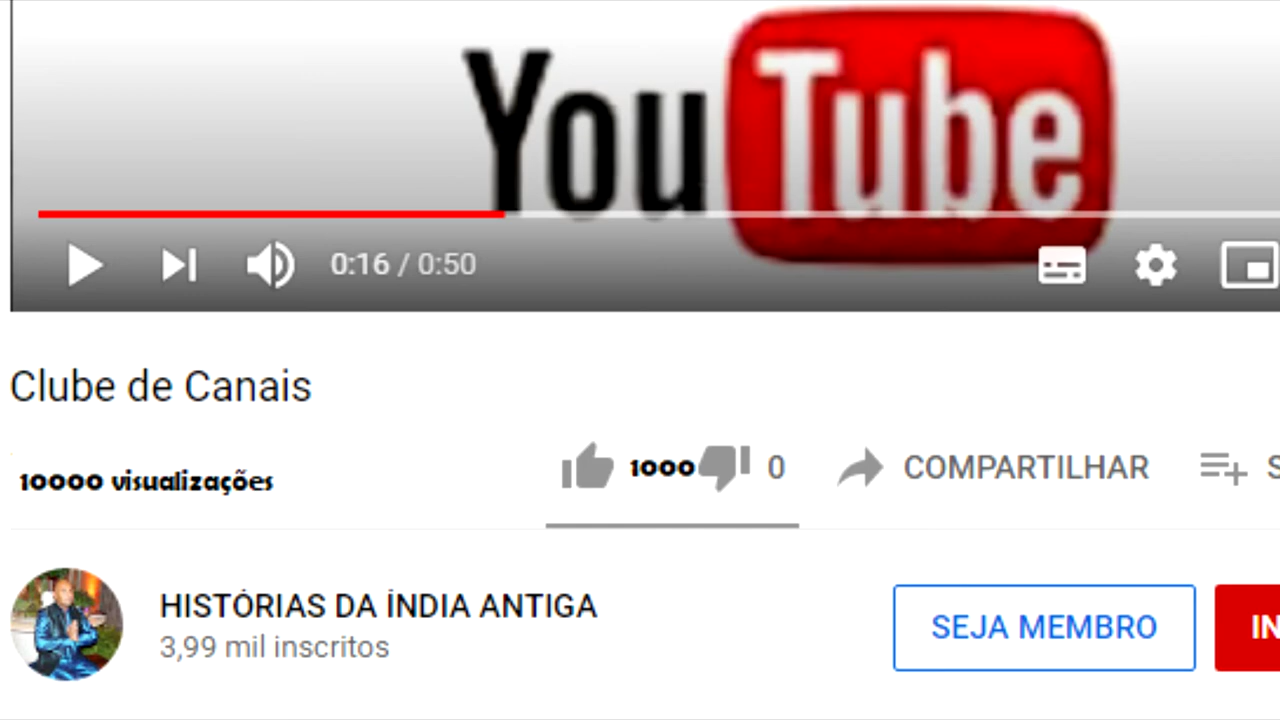 YouTube
0:16 / 0:50
Clube de Canais
10000 visualizações
1000 0 COMPARTILHAR S
HISTÓRIAS DA ÍNDIA ANTIGA
3,99 mil inscritos
SEJA MEMBRO IN